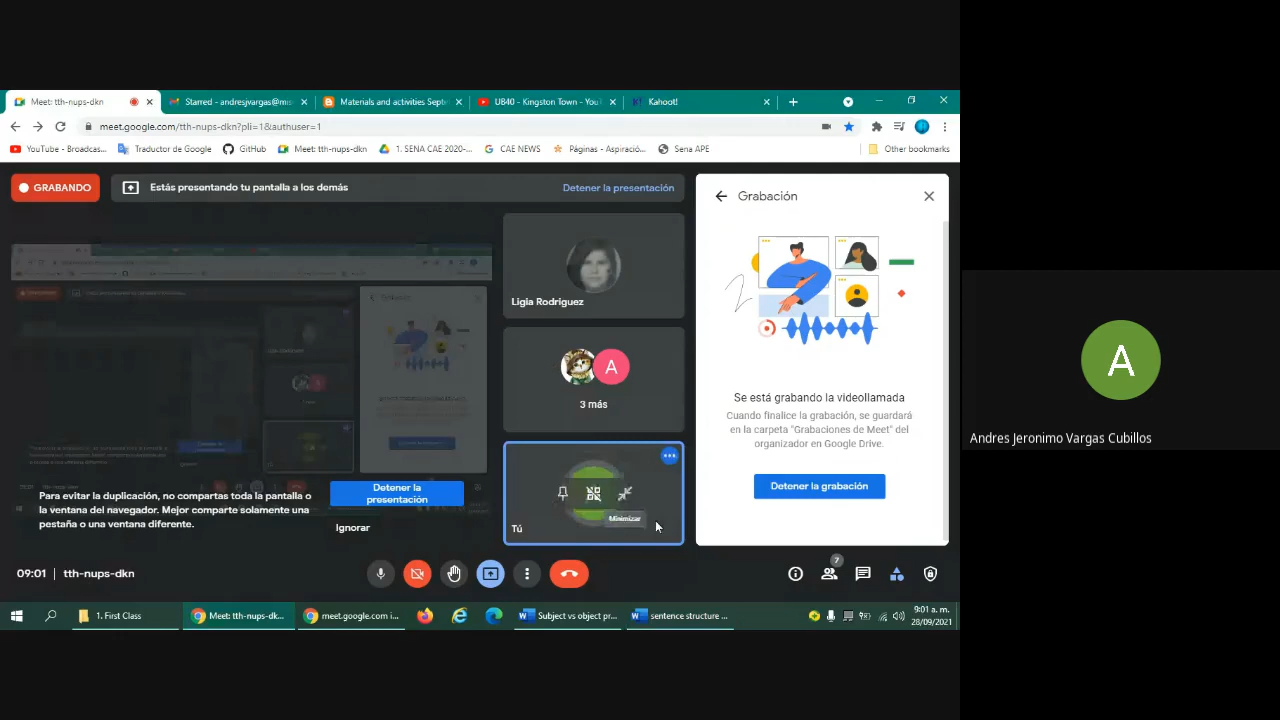 Meet: tth-nups-dkn
Starred - andresjvargas@mis
Materials and activities Sept
UB40 - Kingston Town - You
Kahoot!
meet.google.com/tth-nups-dkn?pli=1&authuser=1
YouTube - Broadcas...
Traductor de Google
GitHub
Meet: tth-nups-dkn
1. SENA CAE 2020-...
CAE NEWS
Páginas - Aspiració...
Sena APE
Other bookmarks
GRABANDO
Estás presentando tu pantalla a los demás
Detener la presentación
Grabación
Ligia Rodríguez
A
3 más
Minimizar
Tú
Para evitar la duplicación, no compartas toda la pantalla o
la ventana del navegador. Mejor comparte solamente una
pestaña o una ventana diferente.
Detener la
presentación
Ignorar
Se está grabando la videollamada
Cuando finalice la grabación, se guardará
en la carpeta "Grabaciones de Meet" del
organizador en Google Drive.
Detener la grabación
A
Andres Jeronimo Vargas Cubillos
09:01 | tth-nups-dkn
7
1. First Class
Meet: tth-nups-dk...
meet.google.com i...
Subject vs object pr...
sentence structure ...
9:01 a. m.
28/09/2021